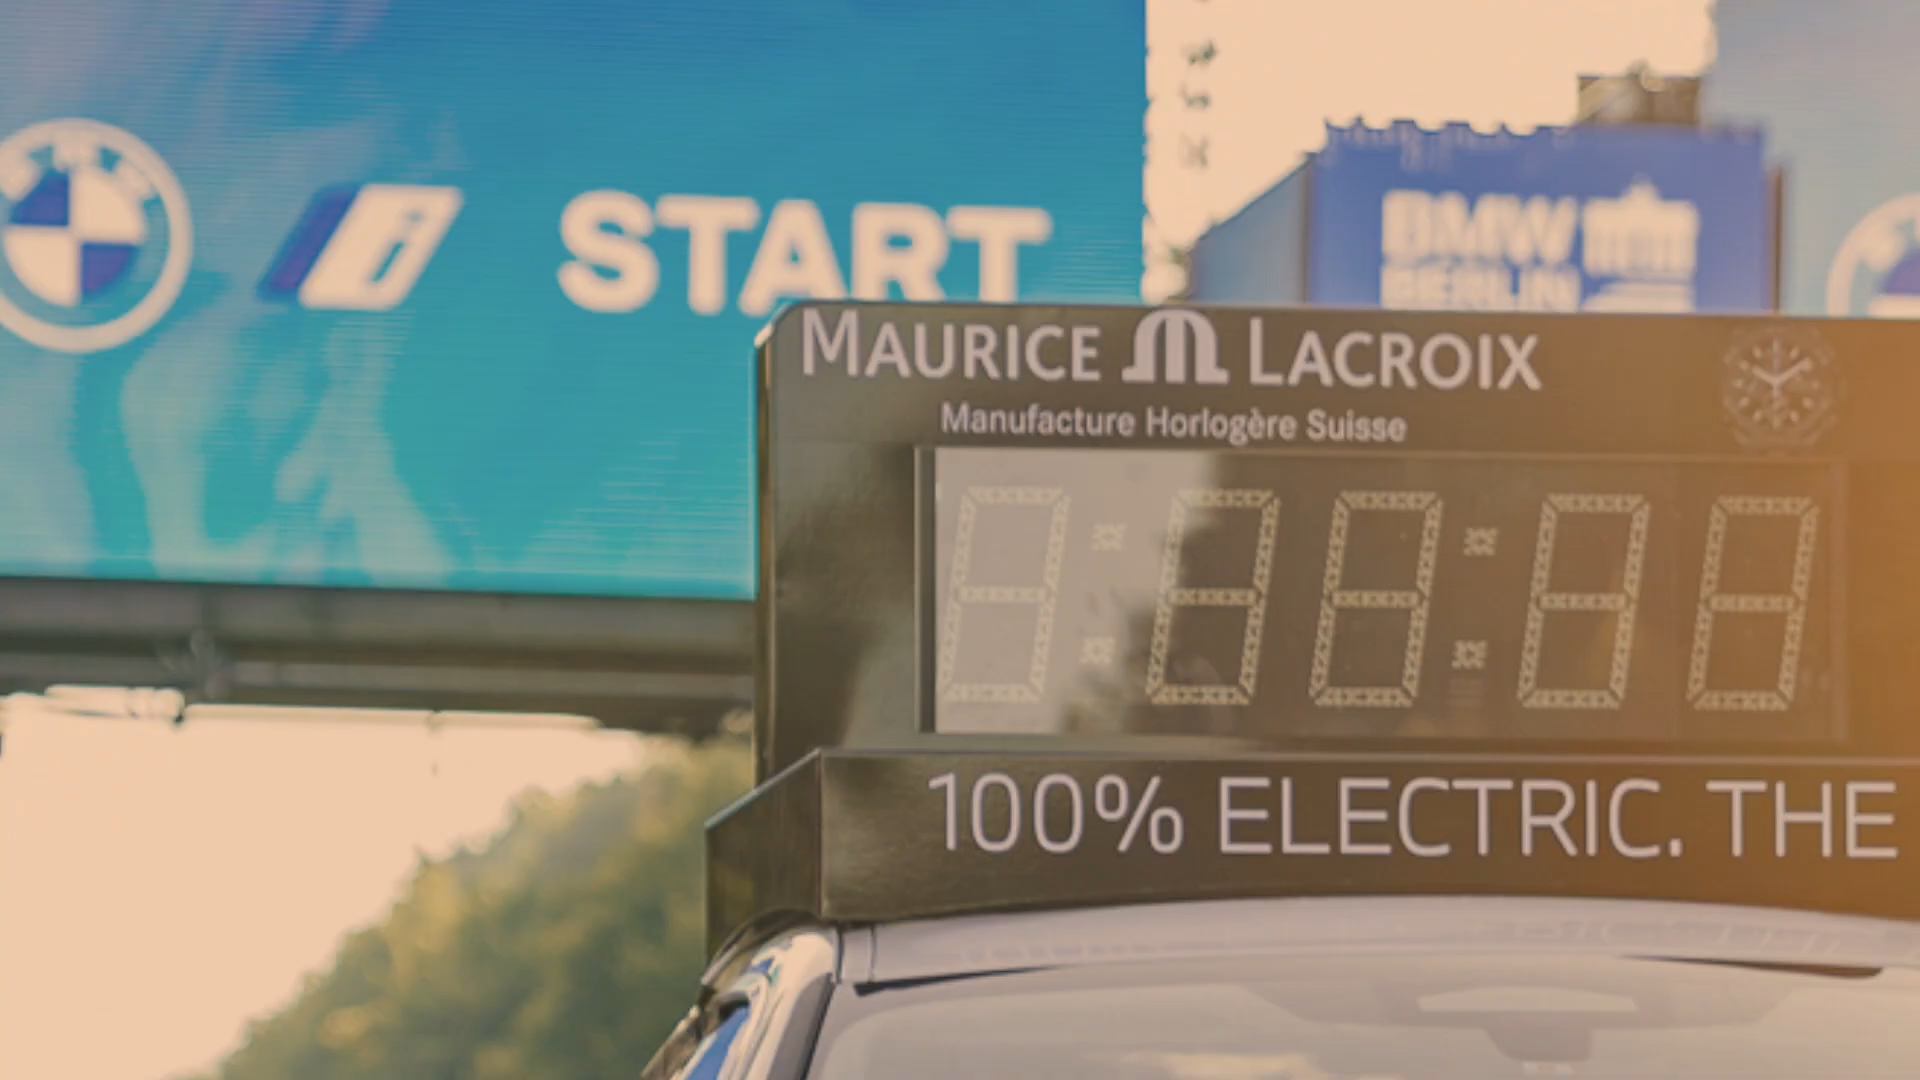 START
BMW
BERLIN
MAURICE LACROIX
Manufacture Horlogère Suisse
100% ELECTRIC. THE